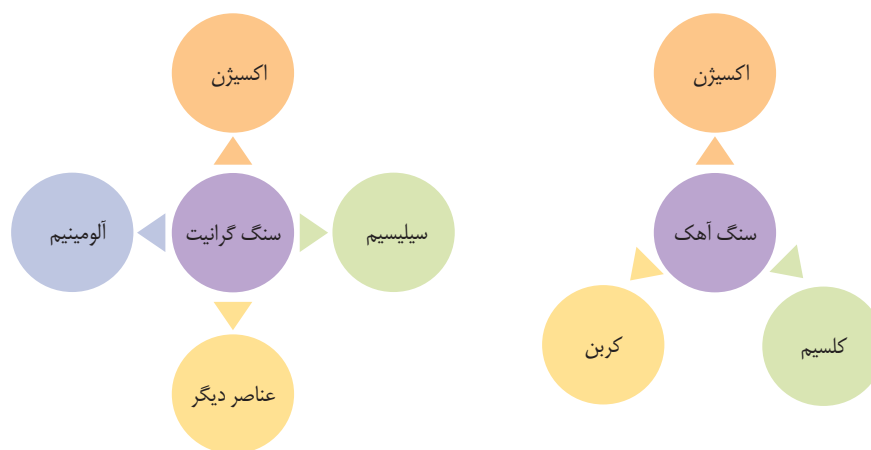 اکسیژن
سنگ آهک
کلسیم
کربن
اکسیژن
سیلیسیم
سنگ گرانیت
آلومینیم
عناصر دیگر